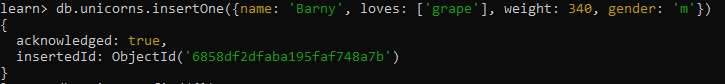 learn> db.unicorns.insertOne({name: 'Barny', loves: ['grape'], weight: 340, gender: 'm'})
{
  acknowledged: true,
  insertedId: ObjectId('6858df2dfaba195faf748a7b')
}